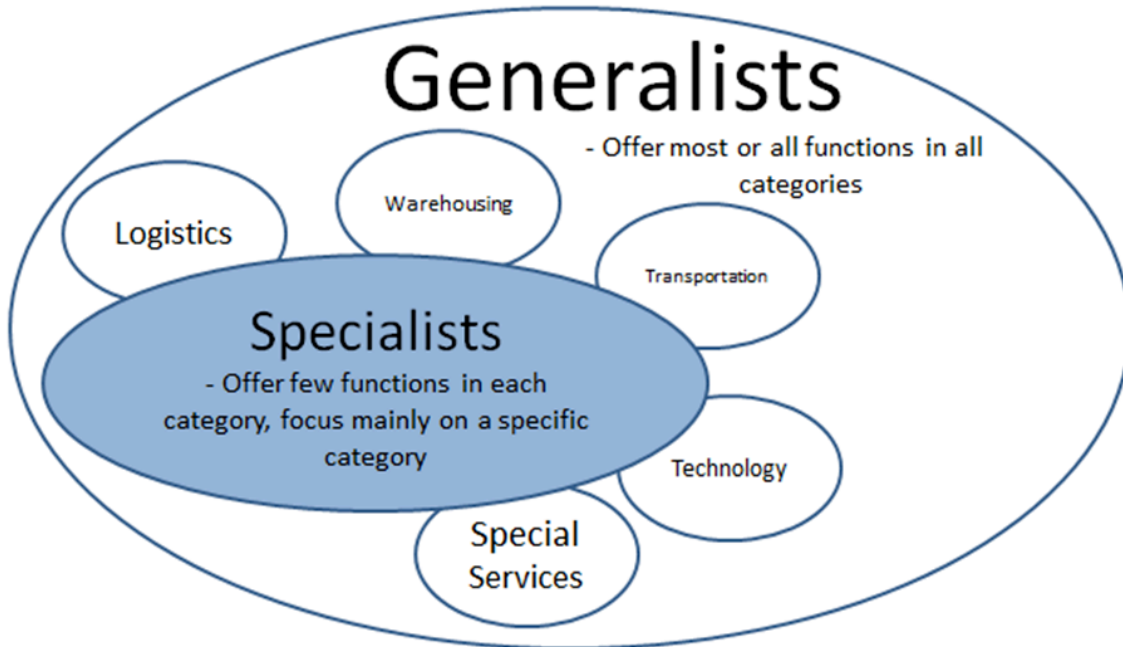 Generalists
- Offer most or all functions in all
categories
Warehousing
Logistics
Transportation
Specialists
- Offer few functions in each
category, focus mainly on a specific
category
Technology
Special
Services